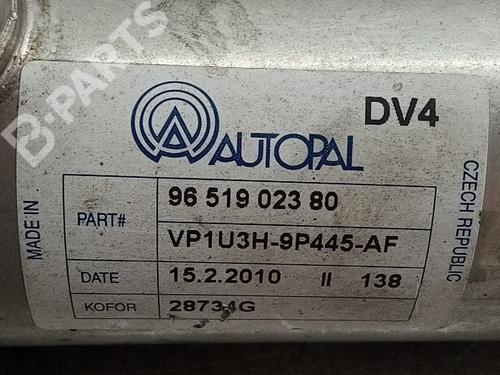 B-PARTS
DV4
AUTOPAL
MADE IN
CZECH REPUBLIC
PART#
96 519 023 80
VP1U3H-9P445-AF
DATE
15.2.2010 II 138
KOFOR
28734G